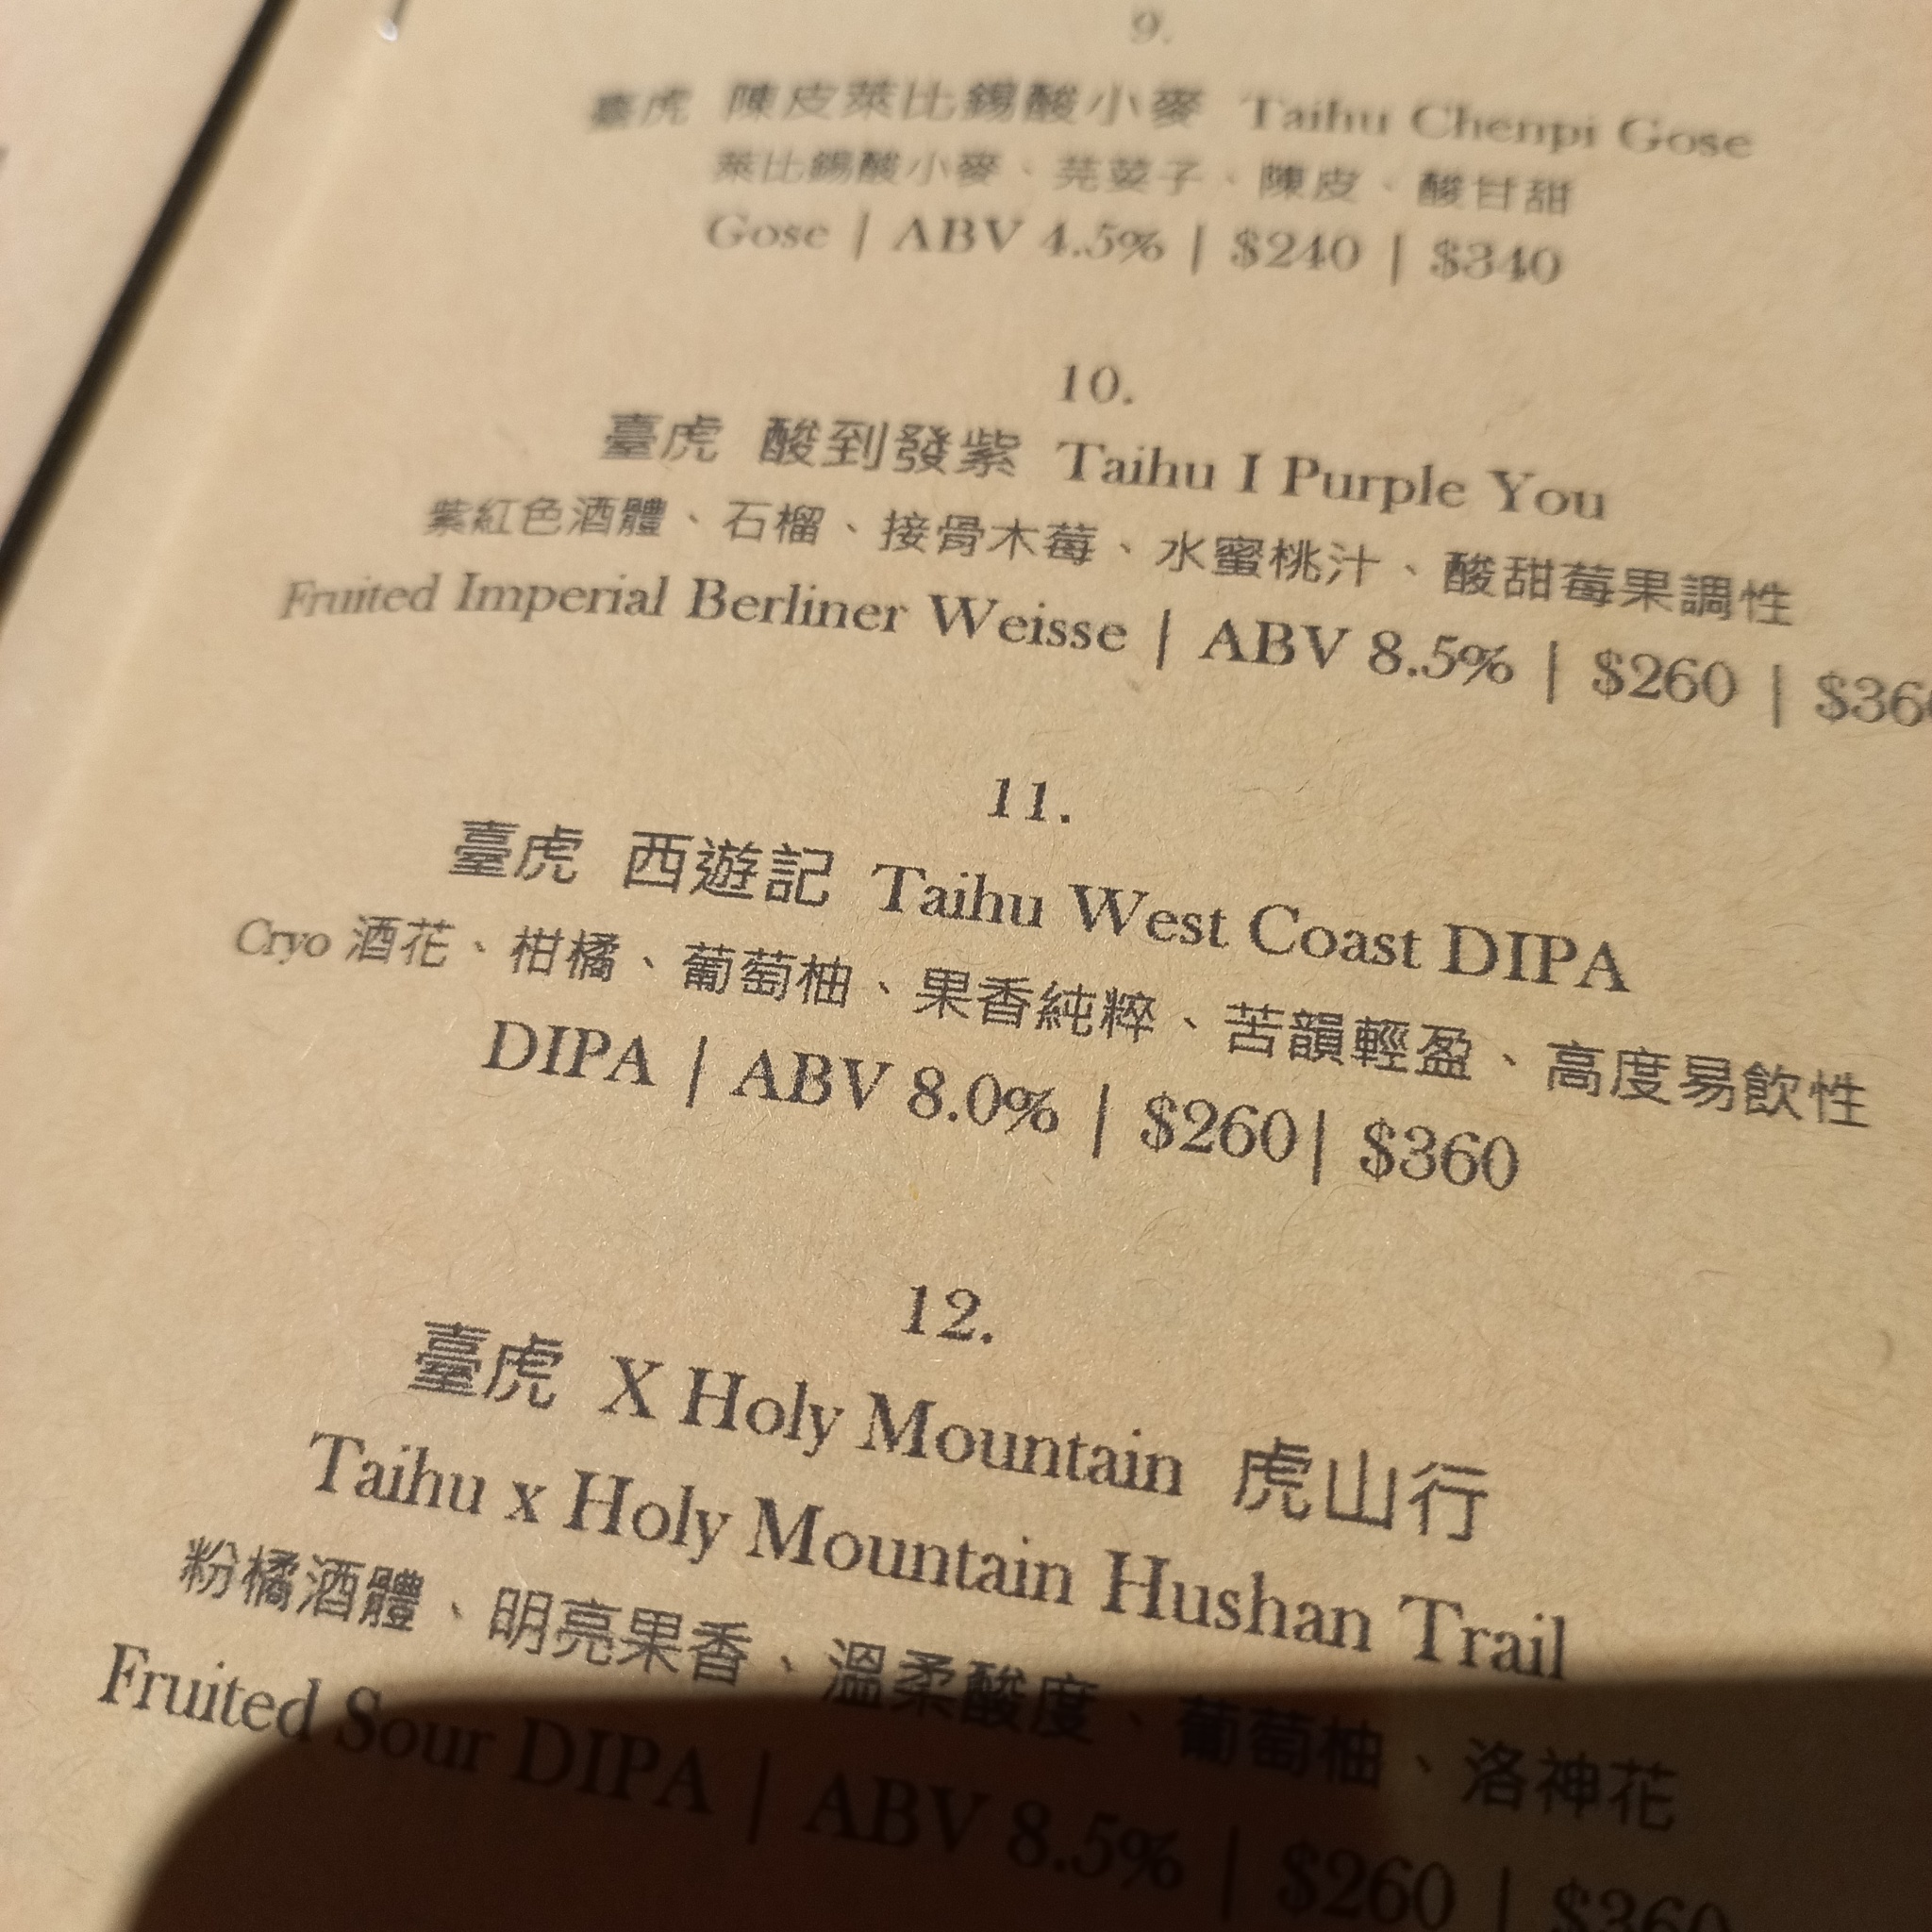 9.
臺虎 陳皮萊比錫酸小麥 Taihu Chenpi Gose
萊比錫酸小麥、芫荽子、陳皮、酸甘甜
Gose | ABV 4.5% | $240 | $340
10.
臺虎 酸到發紫 Taihu I Purple You
紫紅色酒體、石榴、接骨木莓、水蜜桃汁、酸甜莓果調性
Fruited Imperial Berliner Weisse | ABV 8.5% | $260 | $360
11.
臺虎 西遊記 Taihu West Coast DIPA
Cryo 酒花、柑橘、葡萄柚、果香純粹、苦韻輕盈、高度易飲性
DIPA | ABV 8.0% | $260| $360
12.
臺虎 X Holy Mountain 虎山行
Taihu x Holy Mountain Hushan Trail
粉橘酒體、明亮果香、溫柔酸度、葡萄柚、洛神花
Fruited Sour DIPA | ABV 8.5% | $260 | $360